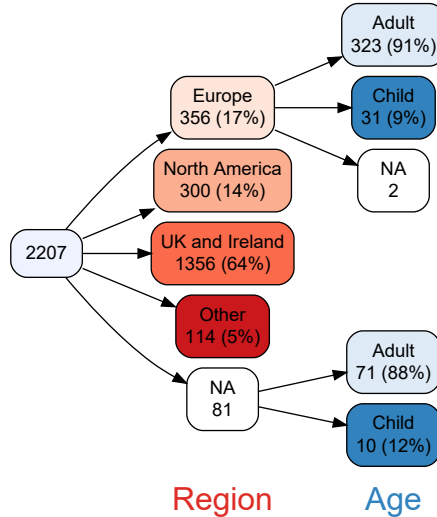 Adult
323 (91%)
Europe
356 (17%)
Child
31 (9%)
NA
2
North America
300 (14%)
2207
UK and Ireland
1356 (64%)
Other
114 (5%)
NA
81
Adult
71 (88%)
Child
10 (12%)
Region
Age